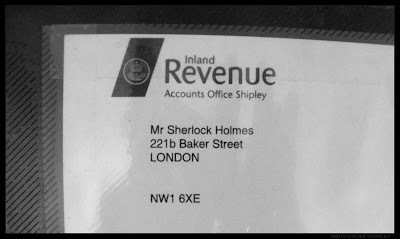 Inland
Revenue
Accounts Office Shipley
Mr Sherlock Holmes
221b Baker Street
LONDON
NW1 6XE